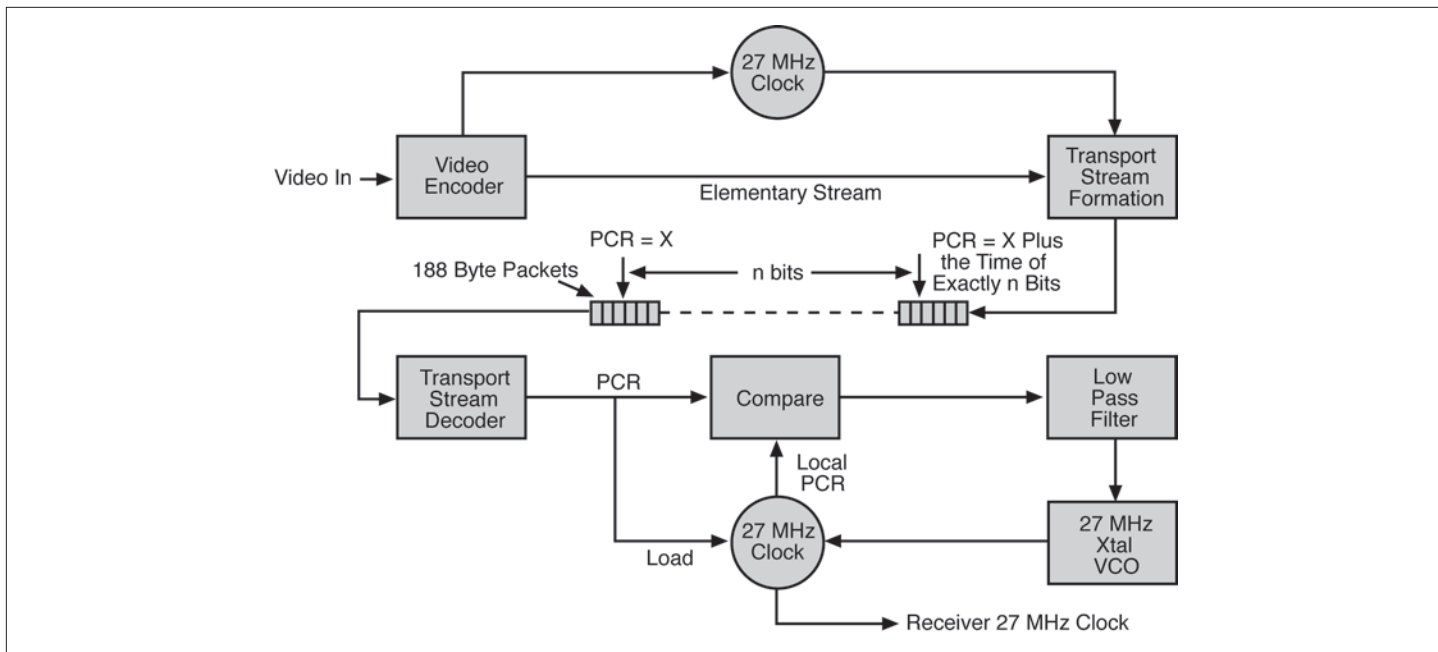 27 MHz
Clock
Video In
Video
Encoder
Elementary Stream
Transport
Stream
Formation
PCR = X
188 Byte Packets
n bits
PCR = X Plus
the Time of
Exactly n Bits
Transport
Stream
Decoder
PCR
Compare
Low
Pass
Filter
Local
PCR
Load
27 MHz
Clock
27 MHz
Xtal
VCO
Receiver 27 MHz Clock